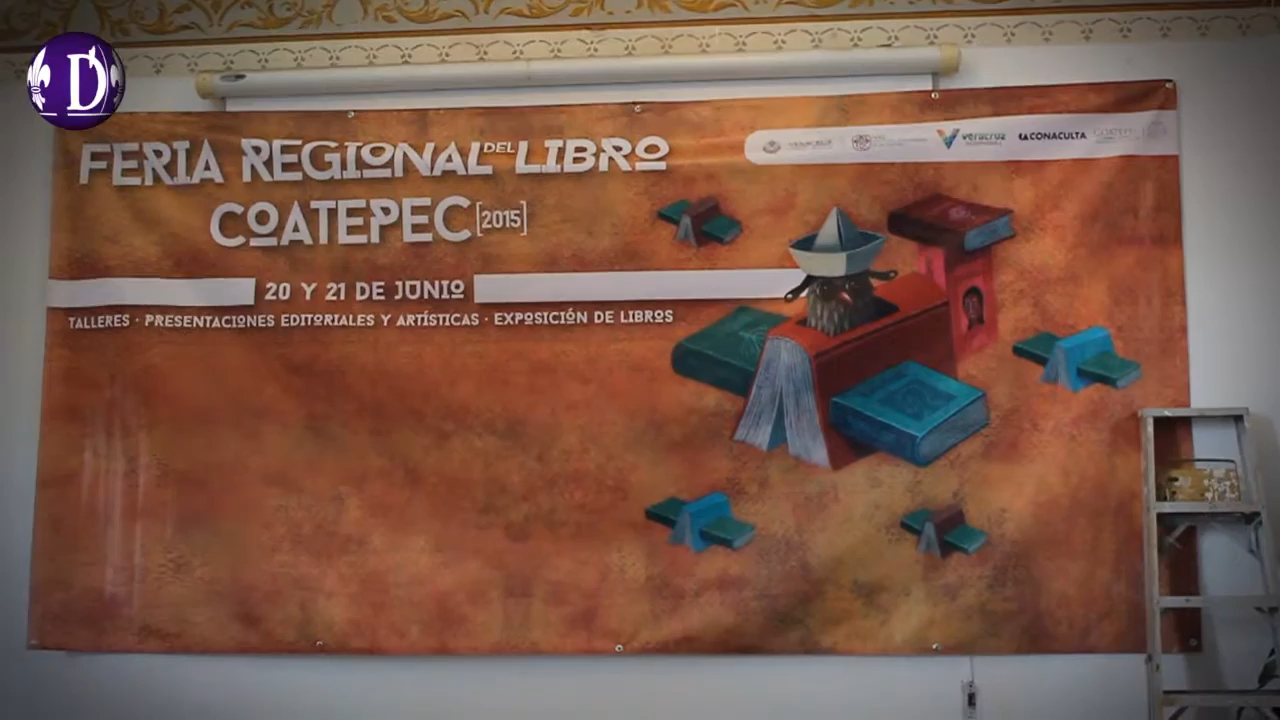 D
FERIA REGIONAL DEL LIBRO
COATEPEC [2015]
20 Y 21 DE JUNIO
TALLERES · PRESENTACIONES EDITORIALES Y ARTÍSTICAS · EXPOSICIÓN DE LIBROS
veracruz
CONACULTA